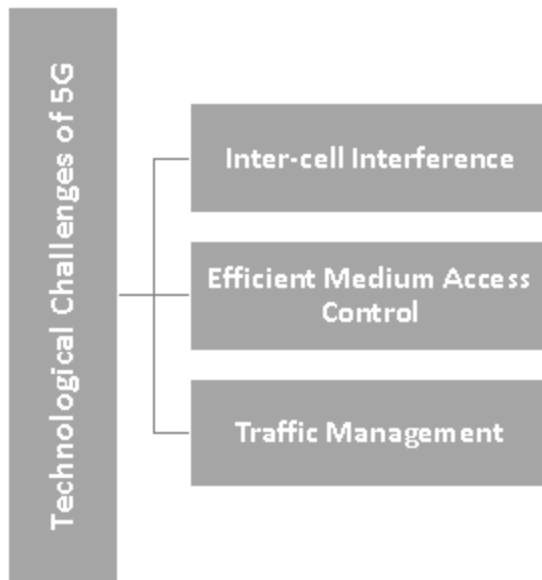 Technological Challenges of 5G
Inter-cell Interference
Efficient Medium Access
Control
Traffic Management